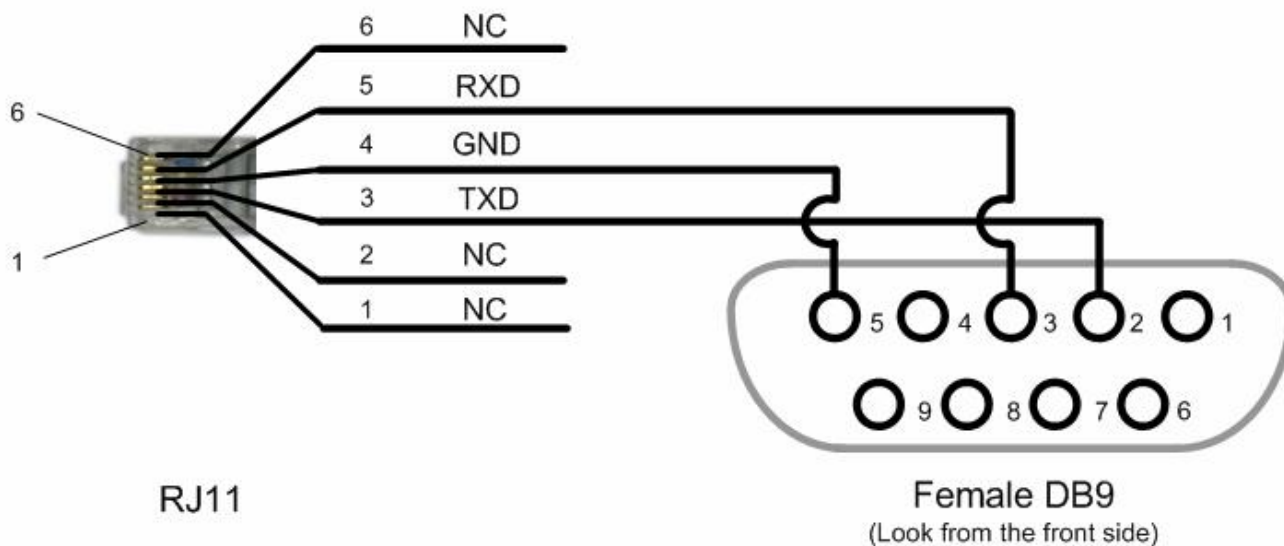 6 NC
5 RXD
6
4 GND
3 TXD
1
2 NC
1 NC
5 4 3 2 1
9 8 7 6
RJ11
Female DB9
(Look from the front side)